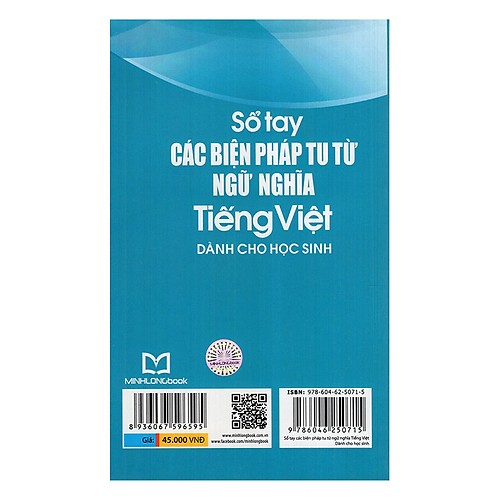 Sổ tay
CÁC BIỆN PHÁP TU TỪ
NGỮ NGHĨA
Tiếng Việt
DÀNH CHO HỌC SINH
MINHLONGbook
8 936067 596595
Giá: 45.000 VNĐ
www.minhlongbook.vn
www.facebook.com/minhlongbook.com.vn
ISBN: 978-604-62-5071-5
9 786046 250715
Sổ tay các biện pháp tu từ ngữ nghĩa Tiếng Việt
Dành cho học sinh